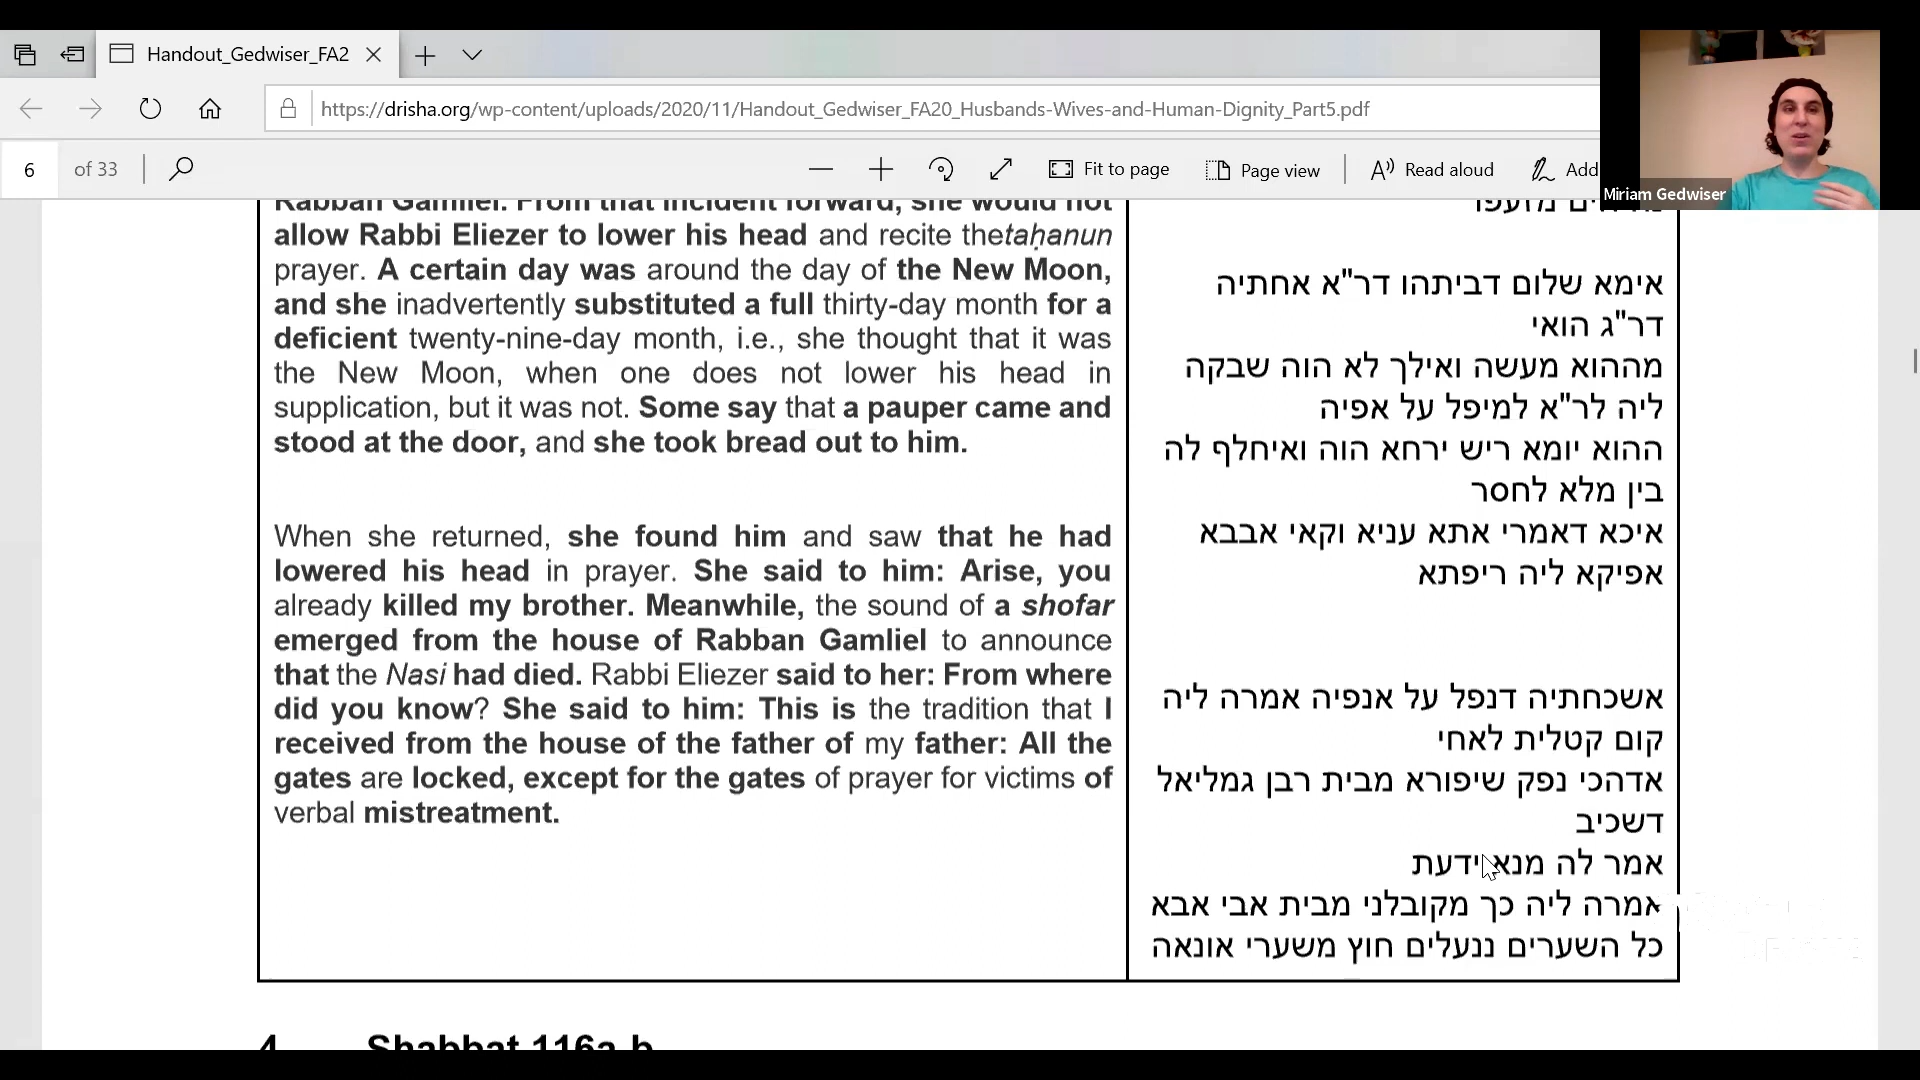 Handout_Gedwiser_FA2
https://drisha.org/wp-content/uploads/2020/11/Handout_Gedwiser_FA20_Husbands-Wives-and-Human-Dignity_Part5.pdf
6 of 33
Fit to page
Page view
Read aloud
Add
Miriam Gedwiser
Rabban Gamliel. From that incident forward, she would not
allow Rabbi Eliezer to lower his head and recite thetaḥanun
prayer. A certain day was around the day of the New Moon,
and she inadvertently substituted a full thirty-day month for a
deficient twenty-nine-day month, i.e., she thought that it was
the New Moon, when one does not lower his head in
supplication, but it was not. Some say that a pauper came and
stood at the door, and she took bread out to him.
When she returned, she found him and saw that he had
lowered his head in prayer. She said to him: Arise, you
already killed my brother. Meanwhile, the sound of a shofar
emerged from the house of Rabban Gamliel to announce
that the Nasi had died. Rabbi Eliezer said to her: From where
did you know? She said to him: This is the tradition that I
received from the house of the father of my father: All the
gates are locked, except for the gates of prayer for victims of
verbal mistreatment.
אימא שלום דביתהו דר"א אחתיה
דר"ג הואי
מההוא מעשה ואילך לא הוה שבקה
ליה לר"א למיפל על אפיה
ההוא יומא ריש ירחא הוה ואיחלף לה
בין מלא לחסר
איכא דאמרי אתא עניא וקאי אבבא
אפיקא ליה ריפתא
אשכחתיה דנפל על אנפיה אמרה ליה
קום קטלית לאחי
אדהכי נפק שיפורא מבית רבן גמליאל
דשכיב
אמר לה מנא ידעת
אמרה ליה כך מקובלני מבית אבי אבא
כל השערים ננעלים חוץ משערי אונאה
4 Shabbat 116a-b